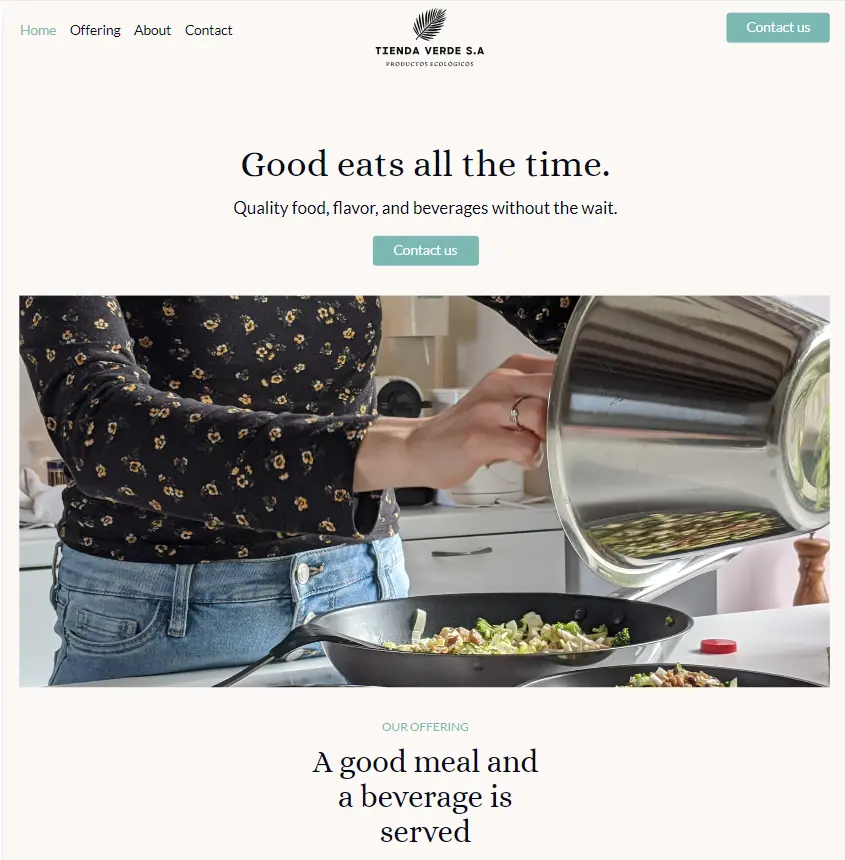 Home Offering About Contact
TIENDA VERDE S.A
PRODUCTOS ECOLÓGICOS
Contact us
Good eats all the time.
Quality food, flavor, and beverages without the wait.
Contact us
OUR OFFERING
A good meal and
a beverage is
served